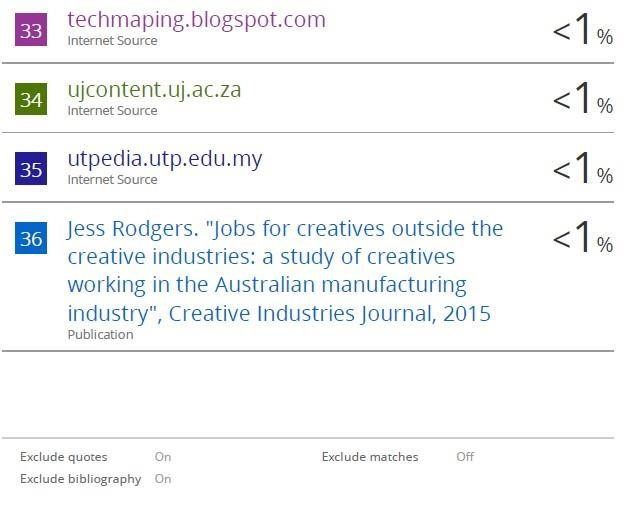 33 techmaping.blogspot.com <1%
Internet Source
34 ujcontent.uj.ac.za <1%
Internet Source
35 utpedia.utp.edu.my <1%
Internet Source
36 Jess Rodgers. "Jobs for creatives outside the <1%
creative industries: a study of creatives
working in the Australian manufacturing
industry", Creative Industries Journal, 2015
Publication
Exclude quotes On Exclude matches Off
Exclude bibliography On